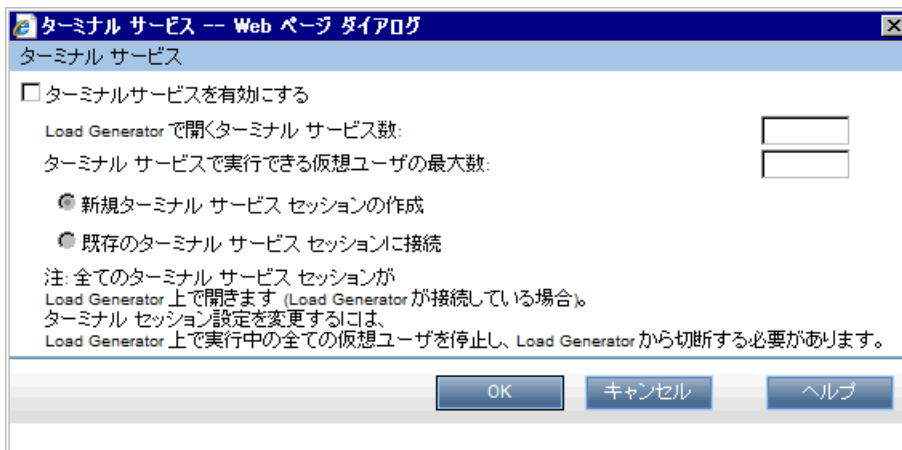 ターミナル サービス -- Web ページ ダイアログ
ターミナル サービス
ターミナルサービスを有効にする
Load Generator で開くターミナル サービス数:
ターミナル サービスで実行できる仮想ユーザの最大数:
新規ターミナル サービス セッションの作成
既存のターミナル サービス セッションに接続
注: 全てのターミナル サービス セッションが
Load Generator 上で開きます (Load Generator が接続している場合)。
ターミナル セッション設定を変更するには、
Load Generator 上で実行中の全ての仮想ユーザを停止し、Load Generator から切断する必要があります。
OK キャンセル ヘルプ